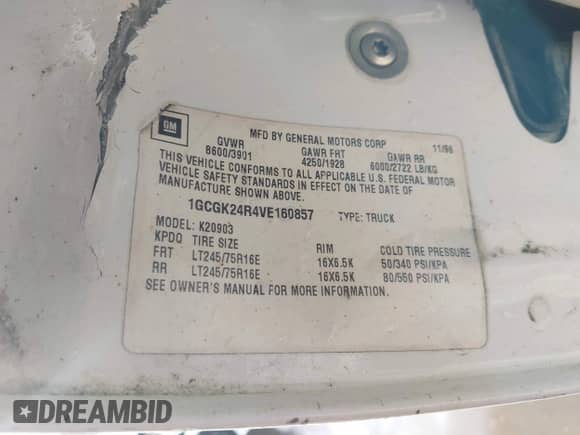 GM
MFD BY GENERAL MOTORS CORP 11/96
GVWR GAWR FRT GAWR RR
8600/3901 4250/1928 6000/2722 LB/KG
THIS VEHICLE CONFORMS TO ALL APPLICABLE U.S. FEDERAL MOTOR
VEHICLE SAFETY STANDARDS IN EFFECT ON THE DATE OF
MANUFACTURE SHOWN ABOVE.
1GCGK24R4VE160857 TYPE: TRUCK
MODEL: K20903
KPDQ TIRE SIZE RIM COLD TIRE PRESSURE
FRT LT245/75R16E 16X6.5K 50/340 PSI/KPA
RR LT245/75R16E 16X6.5K 80/550 PSI/KPA
SEE OWNER'S MANUAL FOR MORE INFORMATION.
DREAMBID